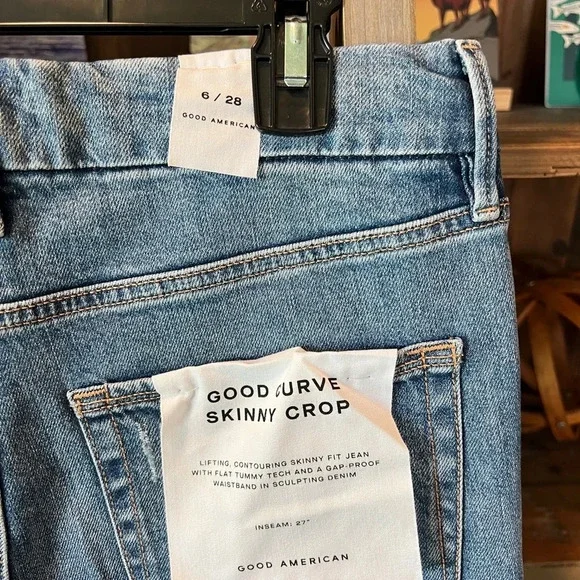 6 / 28
GOOD AMERICAN
GOOD CURVE
SKINNY CROP
LIFTING, CONTOURING SKINNY FIT JEAN
WITH FLAT TUMMY TECH AND A GAP-PROOF
WAISTBAND IN SCULPTING DENIM
INSEAM: 27"
GOOD AMERICAN